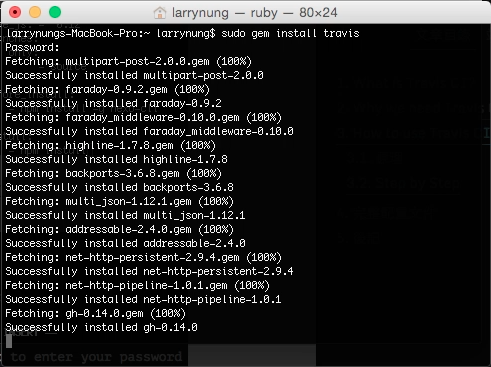 larrynung — ruby — 80×24
larrynungs-MacBook-Pro:~ larrynung$ sudo gem install travis
Password:
Fetching: multipart-post-2.0.0.gem (100%)
Successfully installed multipart-post-2.0.0
Fetching: faraday-0.9.2.gem (100%)
Successfully installed faraday-0.9.2
Fetching: faraday_middleware-0.10.0.gem (100%)
Successfully installed faraday_middleware-0.10.0
Fetching: highline-1.7.8.gem (100%)
Successfully installed highline-1.7.8
Fetching: backports-3.6.8.gem (100%)
Successfully installed backports-3.6.8
Fetching: multi_json-1.12.1.gem (100%)
Successfully installed multi_json-1.12.1
Fetching: addressable-2.4.0.gem (100%)
Successfully installed addressable-2.4.0
Fetching: net-http-persistent-2.9.4.gem (100%)
Successfully installed net-http-persistent-2.9.4
Fetching: net-http-pipeline-1.0.1.gem (100%)
Successfully installed net-http-pipeline-1.0.1
Fetching: gh-0.14.0.gem (100%)
Successfully installed gh-0.14.0
to enter your password